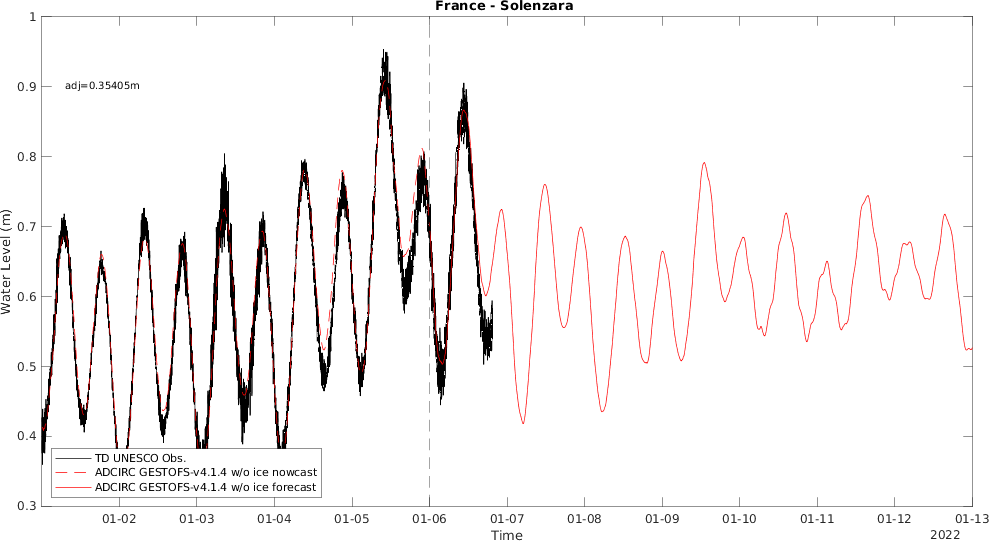 France - Solenzara
1
0.9
0.8
0.7
0.6
0.5
0.4
0.3
Water Level (m)
adj=0.35405m
TD UNESCO Obs.
ADCIRC GESTOFS-v4.1.4 w/o ice nowcast
ADCIRC GESTOFS-v4.1.4 w/o ice forecast
01-02 01-03 01-04 01-05 01-06 01-07 01-08 01-09 01-10 01-11 01-12 01-13
Time
2022